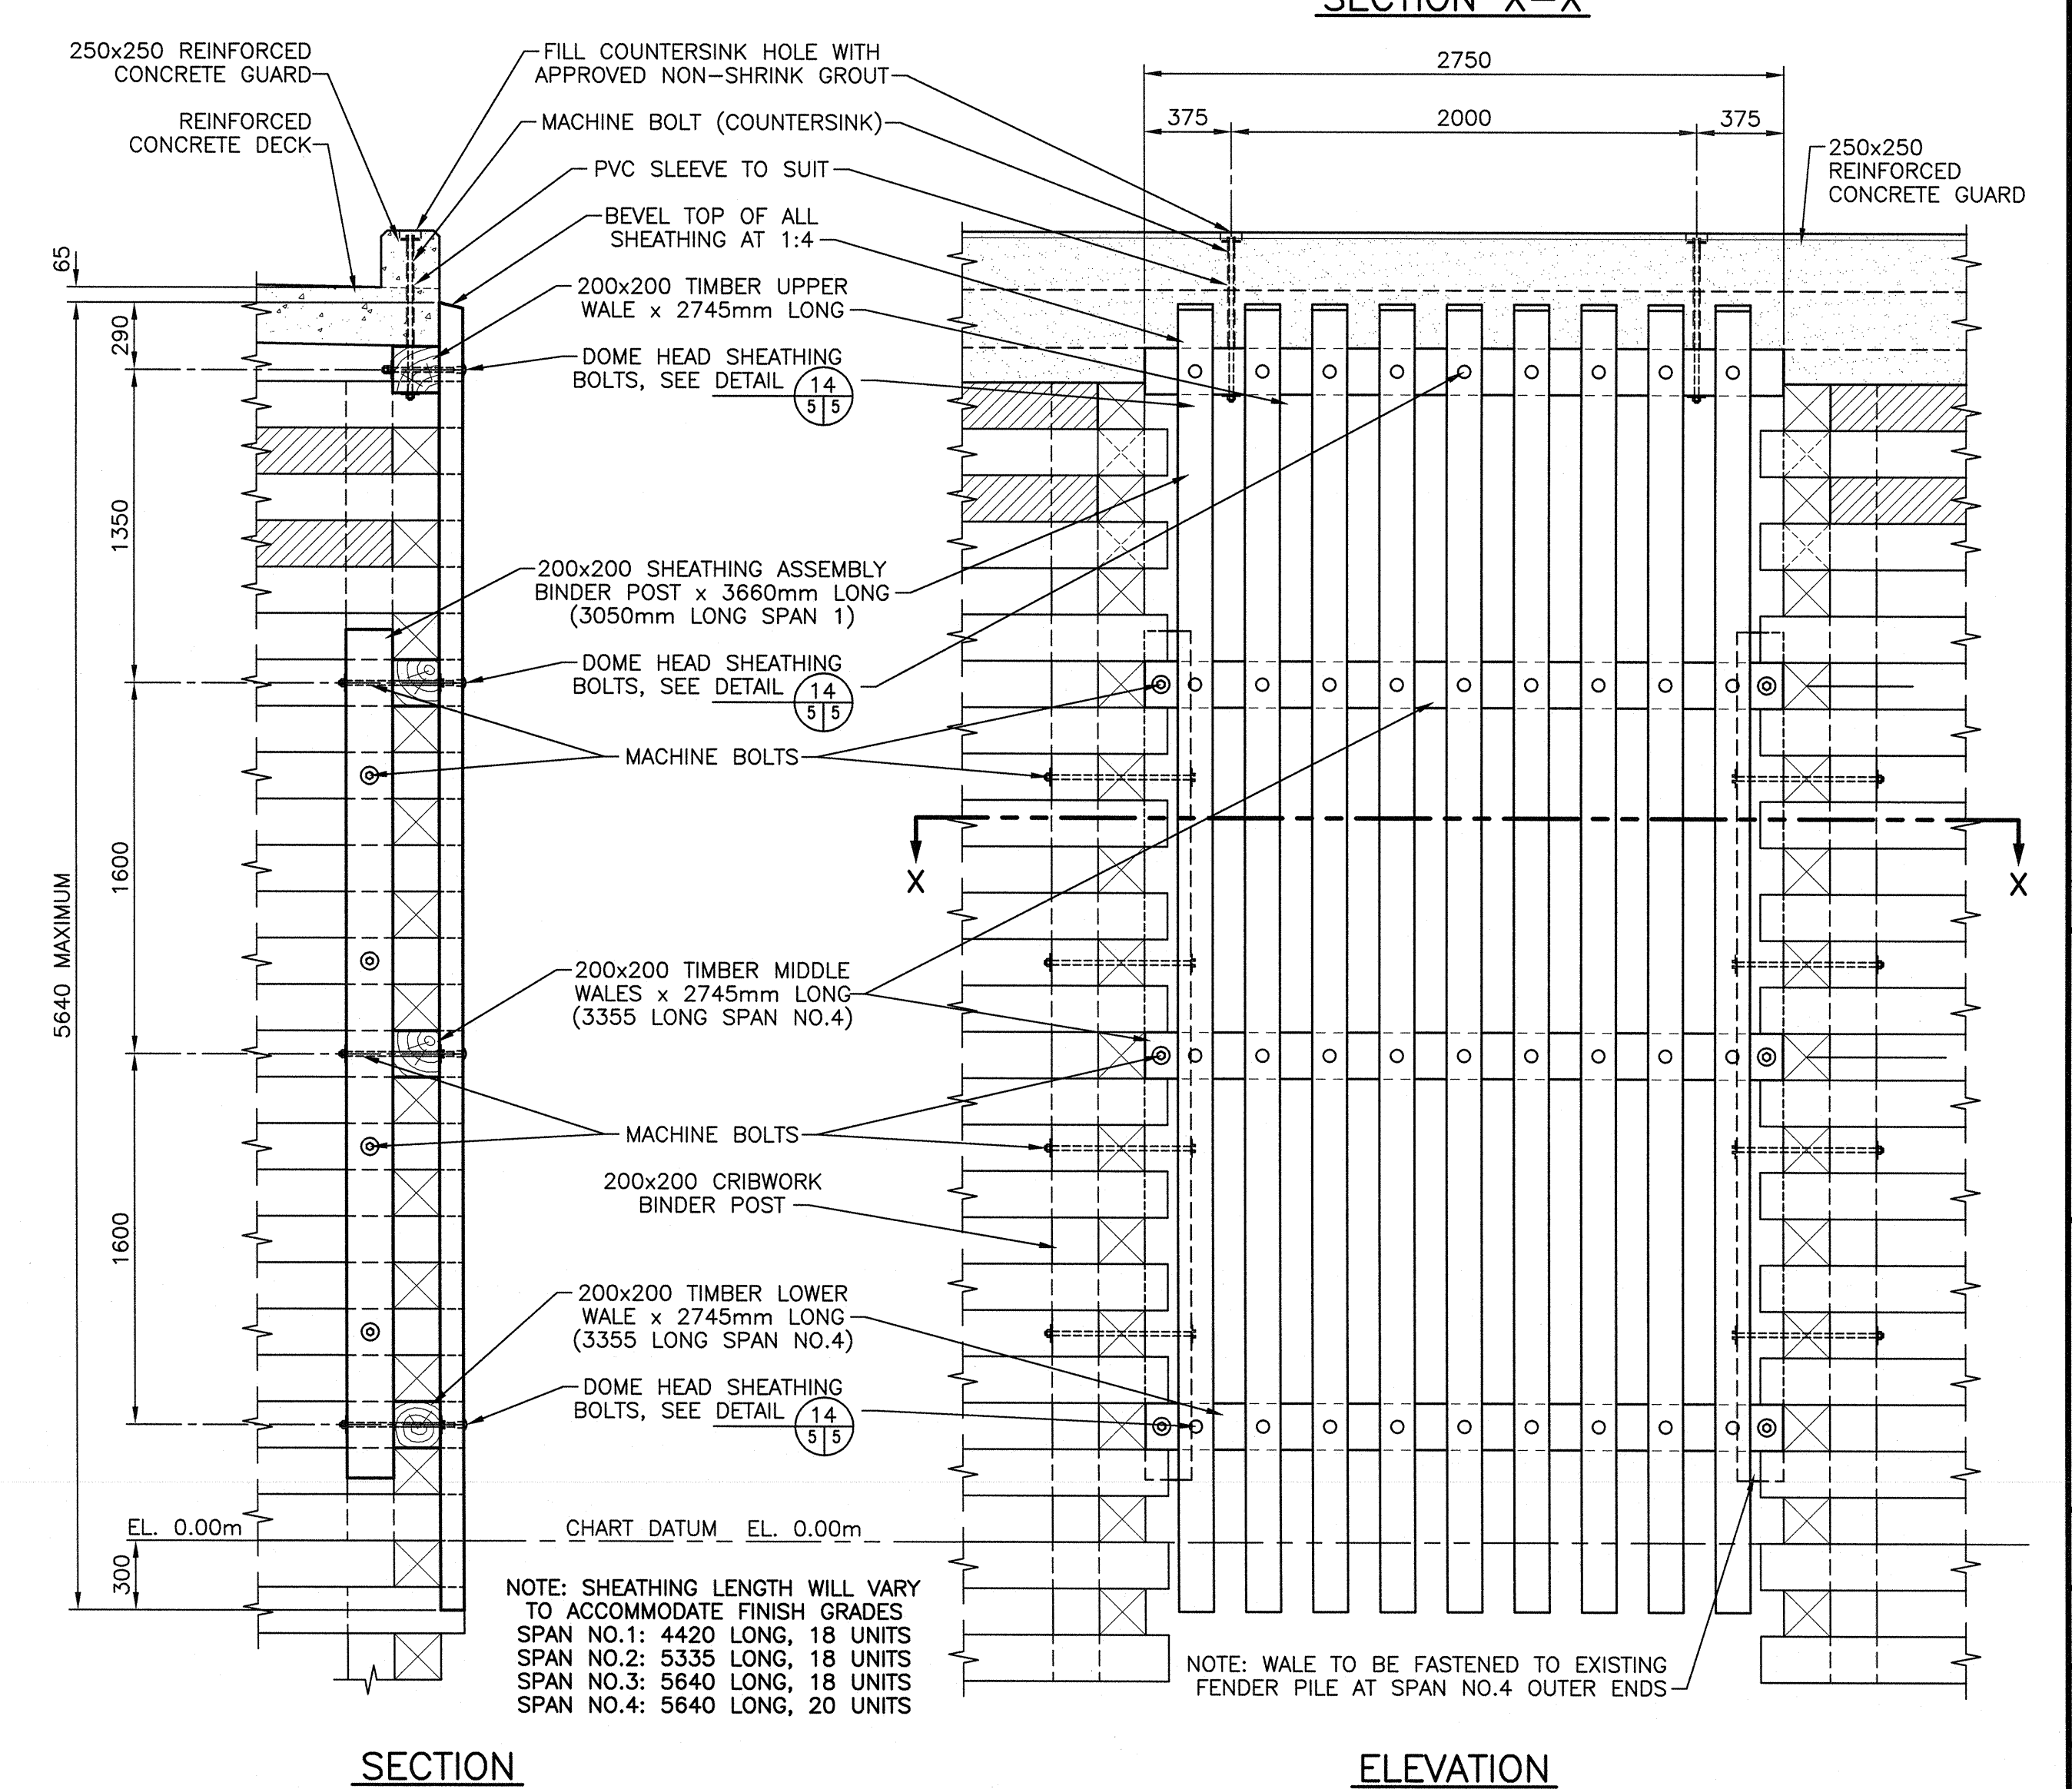 SECTION X–X
250x250 REINFORCED
CONCRETE GUARD
REINFORCED
CONCRETE DECK
FILL COUNTERSINK HOLE WITH
APPROVED NON–SHRINK GROUT
MACHINE BOLT (COUNTERSINK)
PVC SLEEVE TO SUIT
BEVEL TOP OF ALL
SHEATHING AT 1:4
200x200 TIMBER UPPER
WALE x 2745mm LONG
DOME HEAD SHEATHING
BOLTS, SEE DETAIL
14
5 5
200x200 SHEATHING ASSEMBLY
BINDER POST x 3660mm LONG
(3050mm LONG SPAN 1)
DOME HEAD SHEATHING
BOLTS, SEE DETAIL
14
5 5
MACHINE BOLTS
200x200 TIMBER MIDDLE
WALES x 2745mm LONG
(3355 LONG SPAN NO.4)
MACHINE BOLTS
200x200 CRIBWORK
BINDER POST
200x200 TIMBER LOWER
WALE x 2745mm LONG
(3355 LONG SPAN NO.4)
DOME HEAD SHEATHING
BOLTS, SEE DETAIL
14
5 5
65
290
1350
1600
1600
300
5640 MAXIMUM
EL. 0.00m
CHART DATUM EL. 0.00m
NOTE: SHEATHING LENGTH WILL VARY
TO ACCOMMODATE FINISH GRADES
SPAN NO.1: 4420 LONG, 18 UNITS
SPAN NO.2: 5335 LONG, 18 UNITS
SPAN NO.3: 5640 LONG, 18 UNITS
SPAN NO.4: 5640 LONG, 20 UNITS
SECTION
2750
375
2000
375
250x250
REINFORCED
CONCRETE GUARD
X
X
NOTE: WALE TO BE FASTENED TO EXISTING
FENDER PILE AT SPAN NO.4 OUTER ENDS
ELEVATION